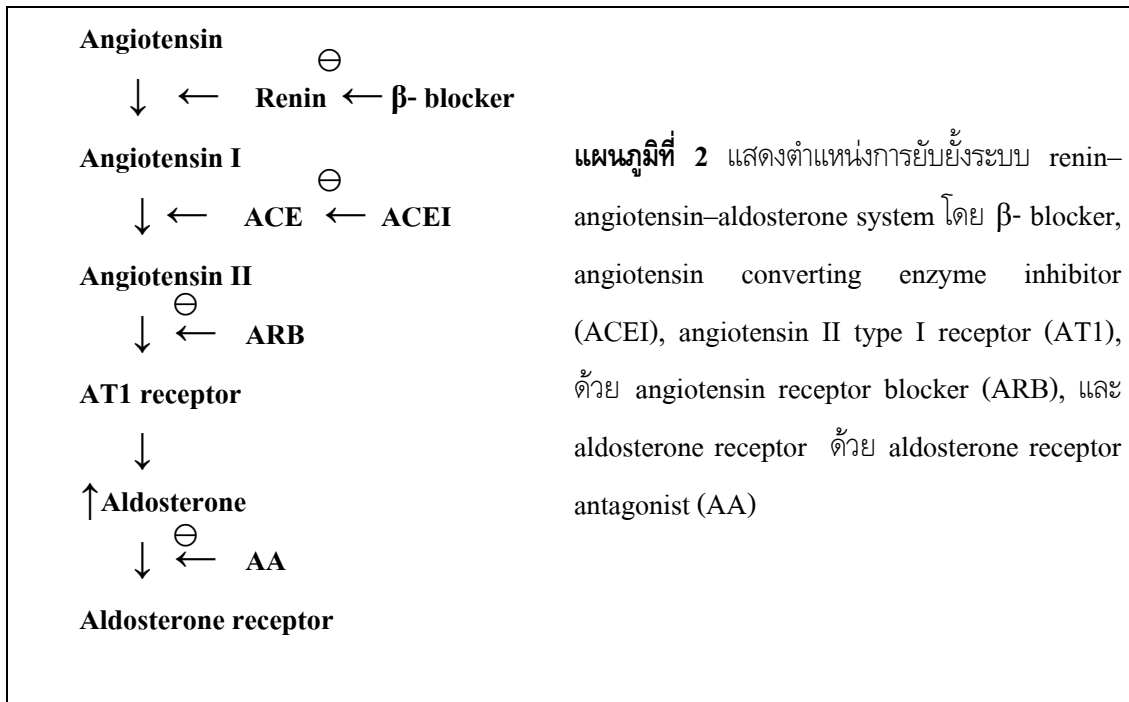 Angiotensin
⊖
↓ ← Renin ← β- blocker
Angiotensin I
⊖
↓ ← ACE ← ACEI
Angiotensin II
⊖
↓ ← ARB
AT1 receptor
↓
↑Aldosterone
⊖
↓ ← AA
Aldosterone receptor
แผนภูมิที่ 2 แสดงตำแหน่งการยับยั้งระบบ renin–
angiotensin–aldosterone system โดย β- blocker,
angiotensin converting enzyme inhibitor
(ACEI), angiotensin II type I receptor (AT1),
ด้วย angiotensin receptor blocker (ARB), และ
aldosterone receptor ด้วย aldosterone receptor
antagonist (AA)